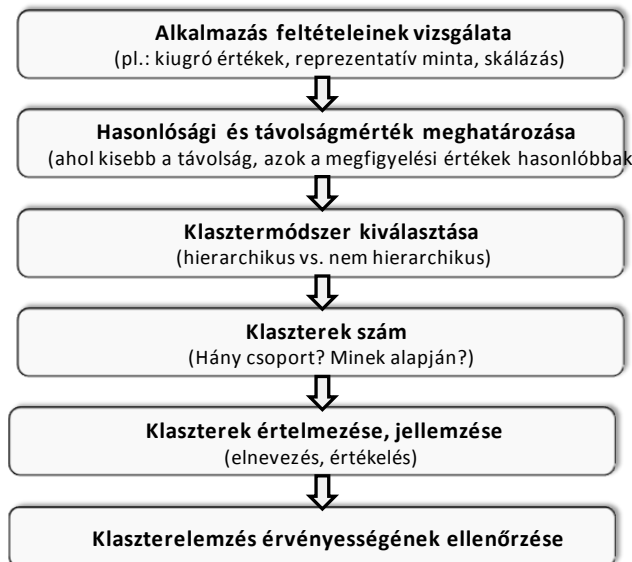 Alkalmazás feltételeinek vizsgálata
(pl.: kiugró értékek, reprezentatív minta, skálázás)
Hasonlósági és távolságmérték meghatározása
(ahol kisebb a távolság, azok a megfigyelési értékek hasonlóbbak
Klasztermódszer kiválasztása
(hierarchikus vs. nem hierarchikus)
Klaszterek szám
(Hány csoport? Minek alapján?)
Klaszterek értelmezése, jellemzése
(elnevezés, értékelés)
Klaszterelemzés érvényességének ellenőrzése